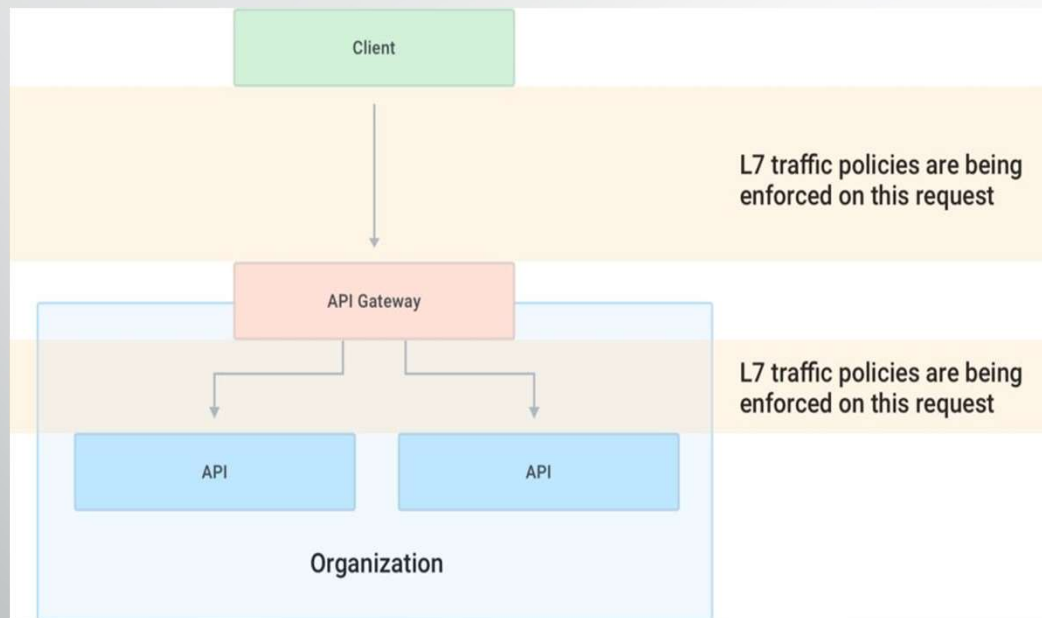 Client
L7 traffic policies are being
enforced on this request
API Gateway
L7 traffic policies are being
enforced on this request
API
API
Organization